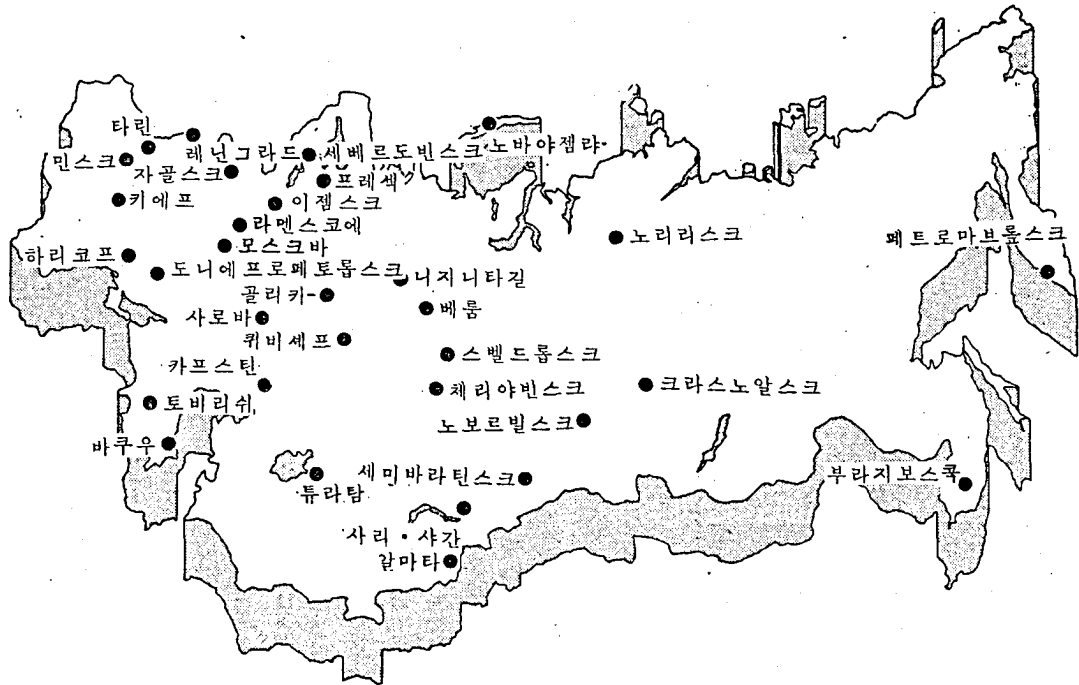 타린
민스크
레닌그라드
세베르도빈스크
노바야젬랴
자골스크
프레섹
키에프
이젬스크
라멘스코에
모스크바
노리리스크
페트로마브롶스크
하리코프
도니에프로페토롭스크
니지니타길
골리키
베룸
사로바
퀴비셰프
스벨드롭스크
카프스틴
체리야빈스크
크라스노알스크
토비리쉬
노보르빌스크
바쿠우
세미바라틴스크
튜라탐
부라지보스콕
사리・샤간
갈마타